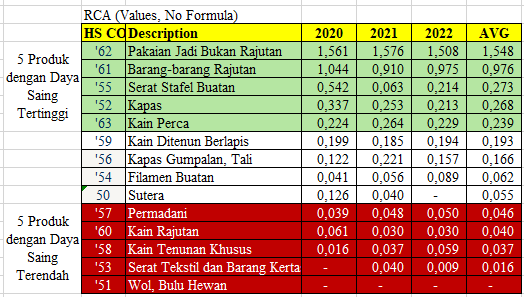 RCA (Values, No Formula)
HS CO Description 2020 2021 2022 AVG
5 Produk dengan Daya Saing Tertinggi
'62 Pakaian Jadi Bukan Rajutan 1,561 1,576 1,508 1,548
'61 Barang-barang Rajutan 1,044 0,910 0,975 0,976
'55 Serat Stafel Buatan 0,542 0,063 0,214 0,273
'52 Kapas 0,337 0,253 0,213 0,268
'63 Kain Perca 0,224 0,264 0,229 0,239
'59 Kain Ditenun Berlapis 0,199 0,185 0,194 0,193
'56 Kapas Gumpalan, Tali 0,122 0,221 0,157 0,166
'54 Filamen Buatan 0,041 0,056 0,089 0,062
50 Sutera 0,126 0,040 - 0,055
5 Produk dengan Daya Saing Terendah
'57 Permadani 0,039 0,048 0,050 0,046
'60 Kain Rajutan 0,061 0,030 0,030 0,040
'58 Kain Tenunan Khusus 0,016 0,037 0,059 0,037
'53 Serat Tekstil dan Barang Kerta - 0,040 0,009 0,016
'51 Wol, Bulu Hewan - - - -